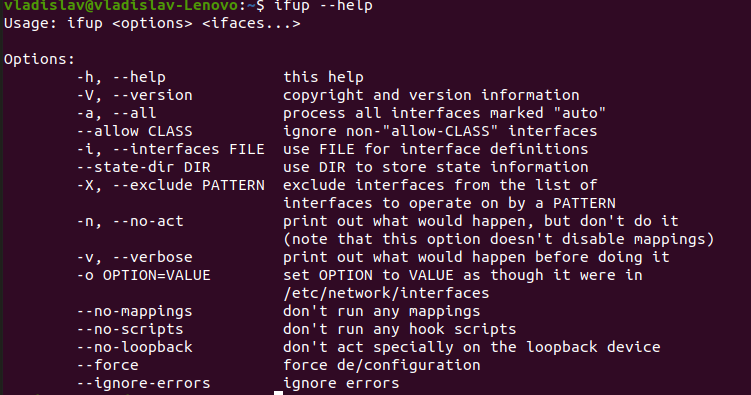 vladislav@vladislav-Lenovo:~$ ifup --help
Usage: ifup <options> <ifaces...>

Options:
        -h, --help             this help
        -V, --version          copyright and version information
        -a, --all              process all interfaces marked "auto"
        --allow CLASS          ignore non-"allow-CLASS" interfaces
        -i, --interfaces FILE  use FILE for interface definitions
        --state-dir DIR        use DIR to store state information
        -X, --exclude PATTERN  exclude interfaces from the list of
                               interfaces to operate on by a PATTERN
        -n, --no-act           print out what would happen, but don't do it
                               (note that this option doesn't disable mappings)
        -v, --verbose          print out what would happen before doing it
        -o OPTION=VALUE        set OPTION to VALUE as though it were in
                               /etc/network/interfaces
        --no-mappings          don't run any mappings
        --no-scripts           don't run any hook scripts
        --no-loopback          don't act specially on the loopback device
        --force                force de/configuration
        --ignore-errors        ignore errors